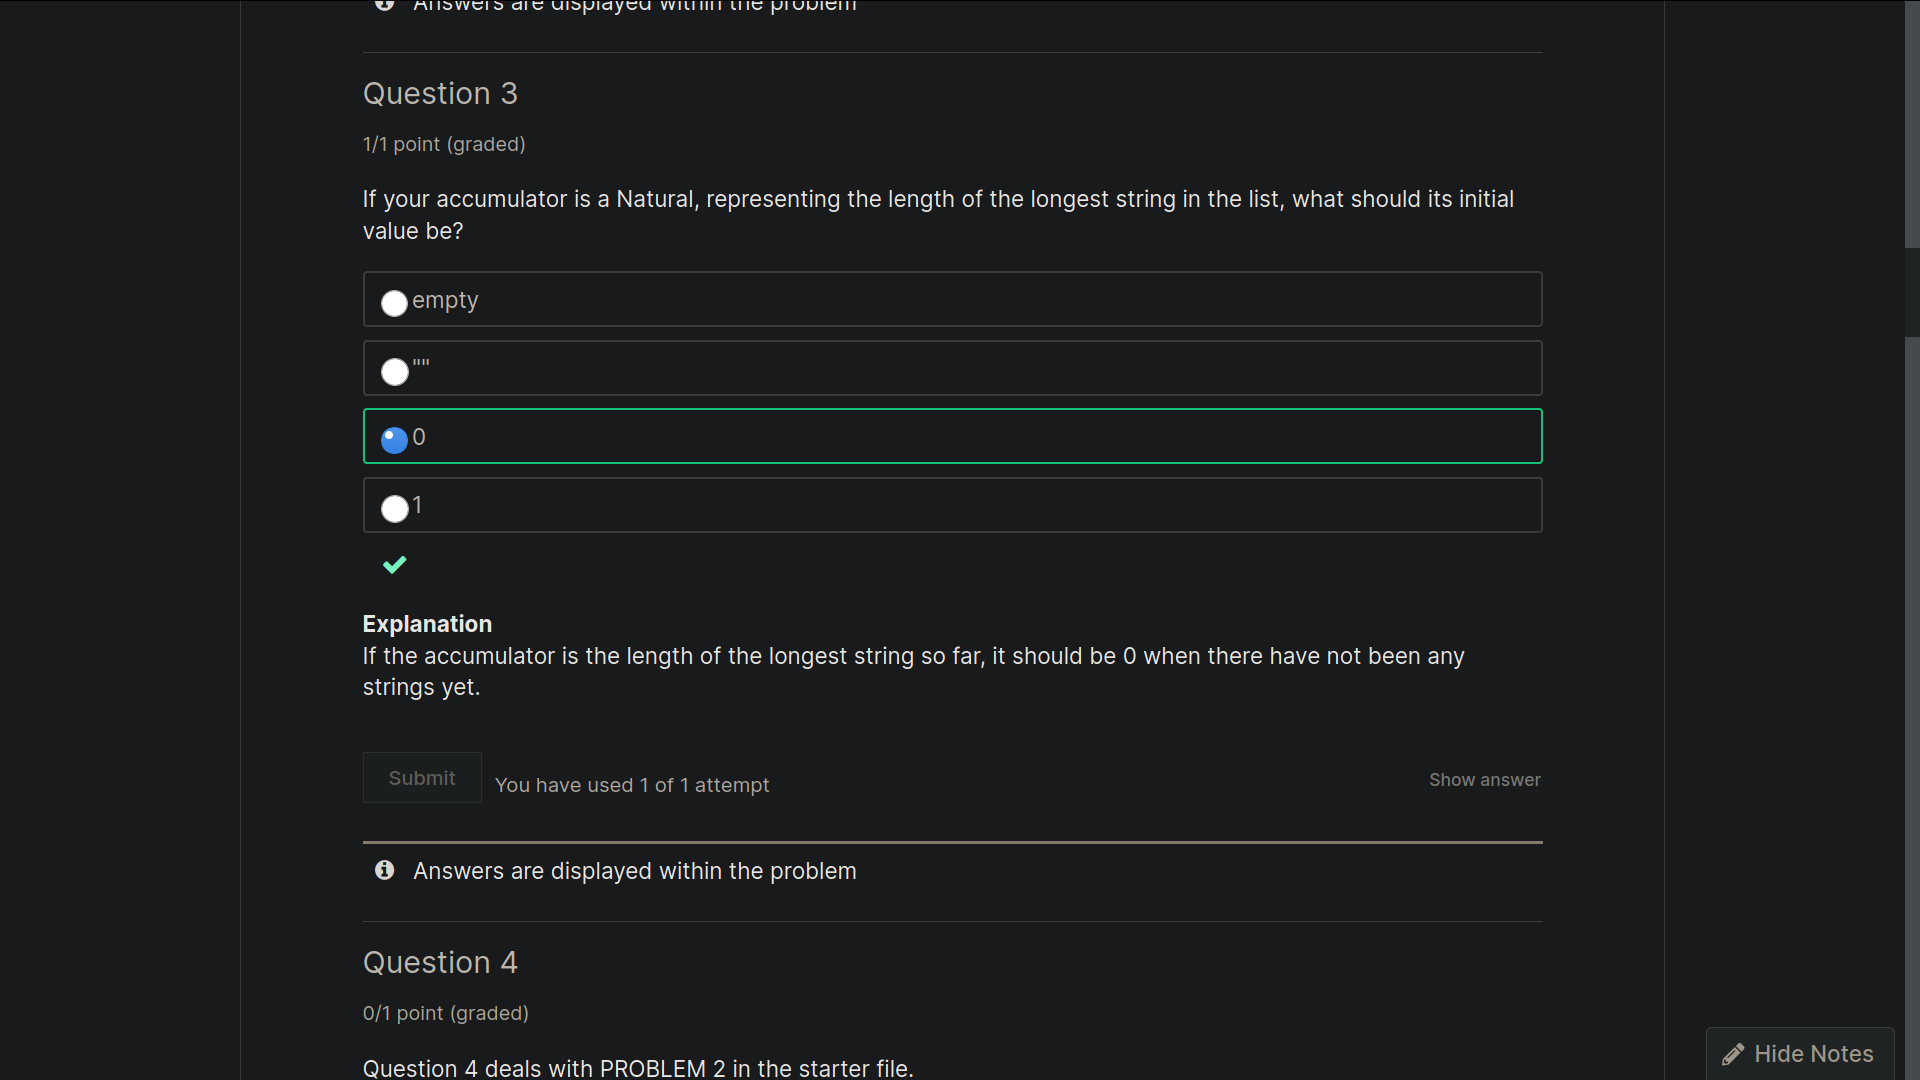 Answers are displayed within the problem
Question 3
1/1 point (graded)
If your accumulator is a Natural, representing the length of the longest string in the list, what should its initial
value be?
empty
""
0
1
Explanation
If the accumulator is the length of the longest string so far, it should be 0 when there have not been any
strings yet.
Submit
You have used 1 of 1 attempt
Show answer
Answers are displayed within the problem
Question 4
0/1 point (graded)
Question 4 deals with PROBLEM 2 in the starter file.
Hide Notes